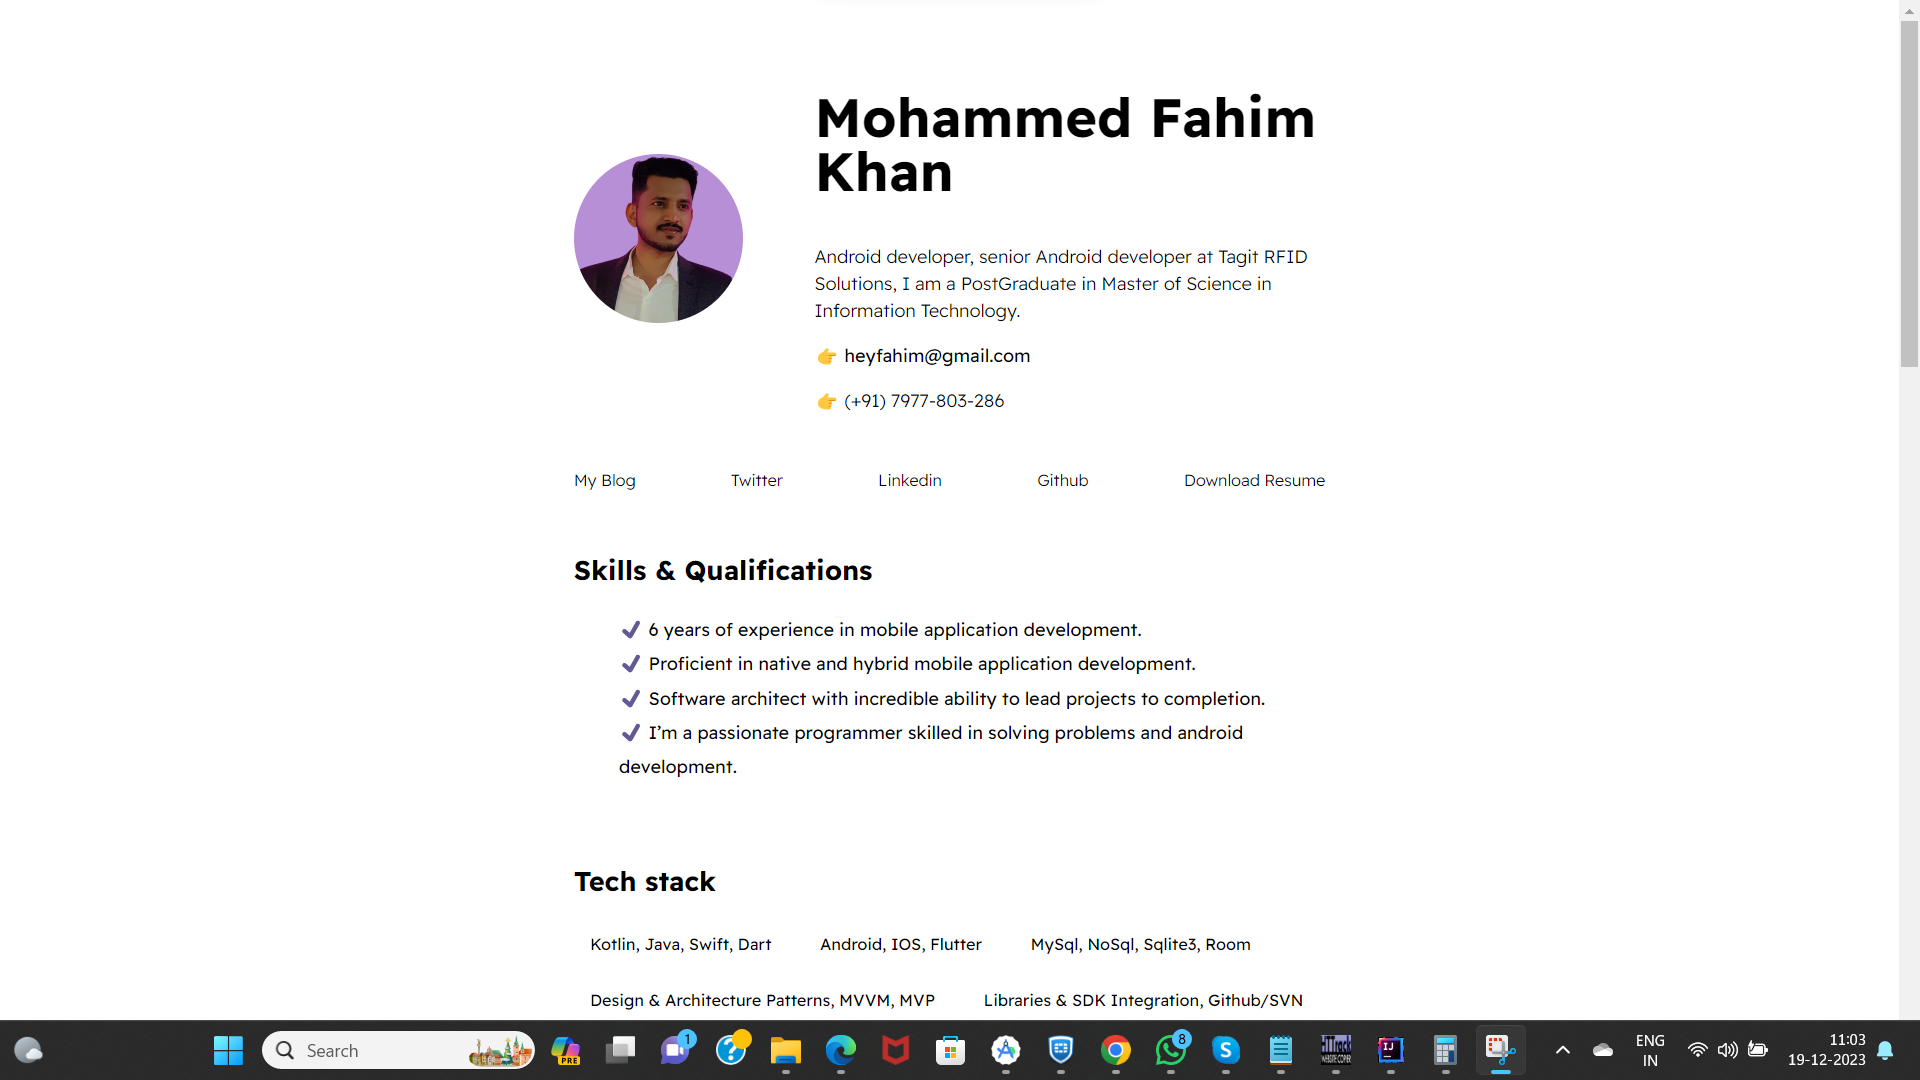 Mohammed Fahim
Khan
Android developer, senior Android developer at Tagit RFID
Solutions, I am a PostGraduate in Master of Science in
Information Technology.
👉 heyfahim@gmail.com
👉 (+91) 7977-803-286
My Blog Twitter Linkedin Github Download Resume
Skills & Qualifications
✔ 6 years of experience in mobile application development.
✔ Proficient in native and hybrid mobile application development.
✔ Software architect with incredible ability to lead projects to completion.
✔ I’m a passionate programmer skilled in solving problems and android
development.
Tech stack
Kotlin, Java, Swift, Dart Android, IOS, Flutter MySql, NoSql, Sqlite3, Room
Design & Architecture Patterns, MVVM, MVP Libraries & SDK Integration, Github/SVN
Search PRE 1 8 IJ ENG 11:03
IN 19-12-2023